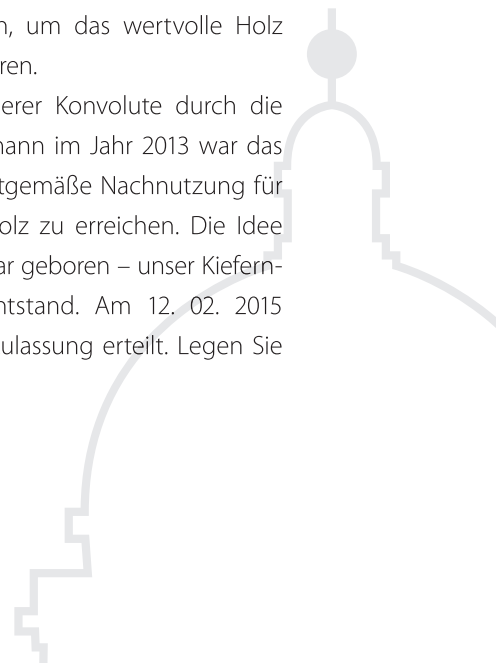 n, um das wertvolle Holz
ren.
erer Konvolute durch die
mann im Jahr 2013 war das
tgemäße Nachnutzung für
olz zu erreichen. Die Idee
ar geboren – unser Kiefern-
ntstand. Am 12. 02. 2015
ulassung erteilt. Legen Sie